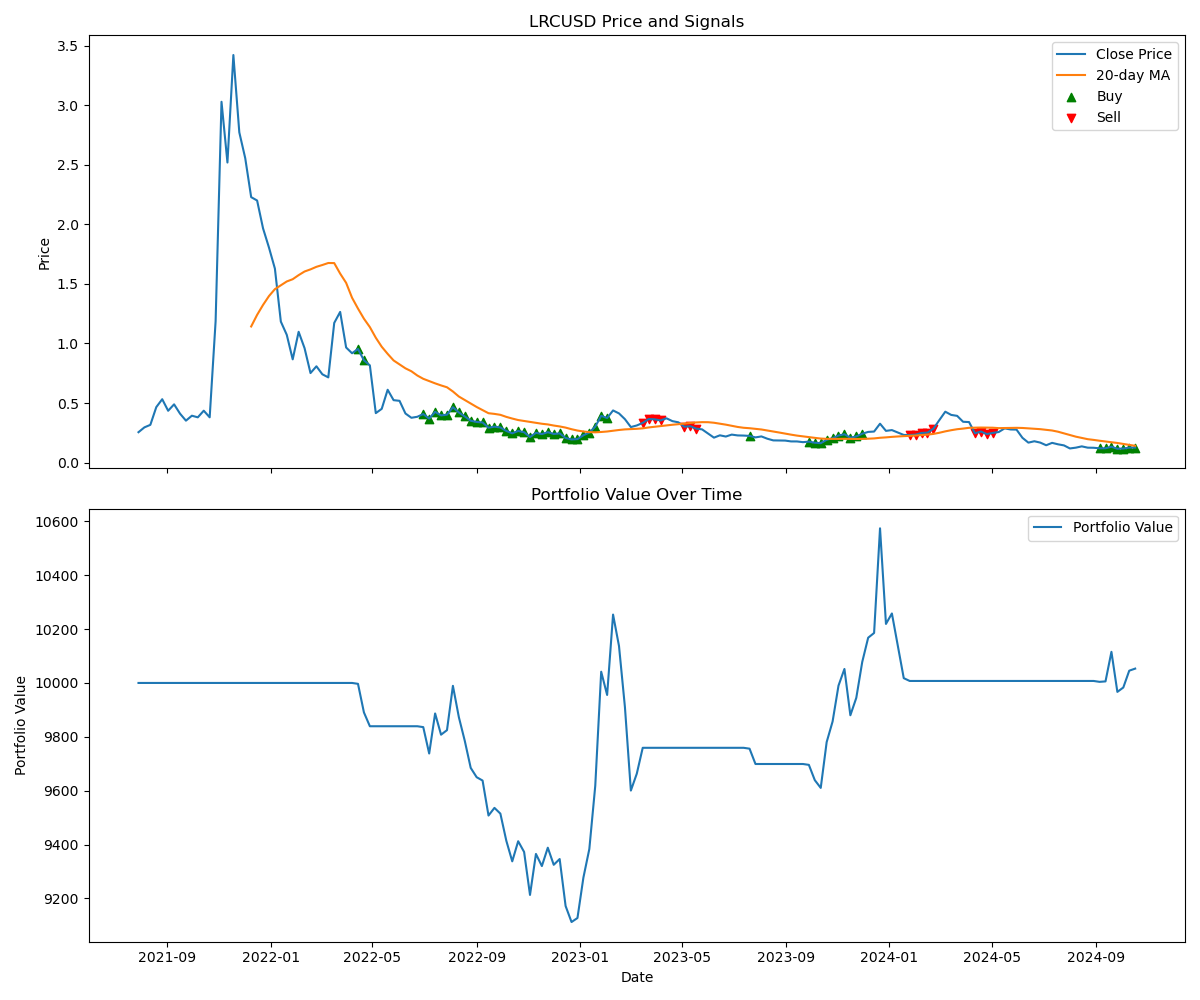 LRCUSD Price and Signals
Price
3.5
3.0
2.5
2.0
1.5
1.0
0.5
0.0
Close Price
20-day MA
Buy
Sell
Portfolio Value Over Time
Portfolio Value
10600
10400
10200
10000
9800
9600
9400
9200
Portfolio Value
2021-09
2022-01
2022-05
2022-09
2023-01
2023-05
2023-09
2024-01
2024-05
2024-09
Date